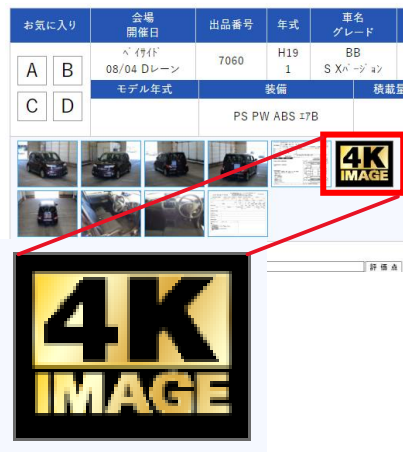 お気に入り
会場
開催日
出品番号
年式
車名
グレード
A B
C D
ﾍﾞｲｻｲﾄﾞ
08/04 Dレーン
7060
H19
1
BB
S Xﾊﾞｰｼﾞｮﾝ
モデル年式
装備
積載量
PS PW ABS ｴｱB
4K
IMAGE
評価点
4K
IMAGE